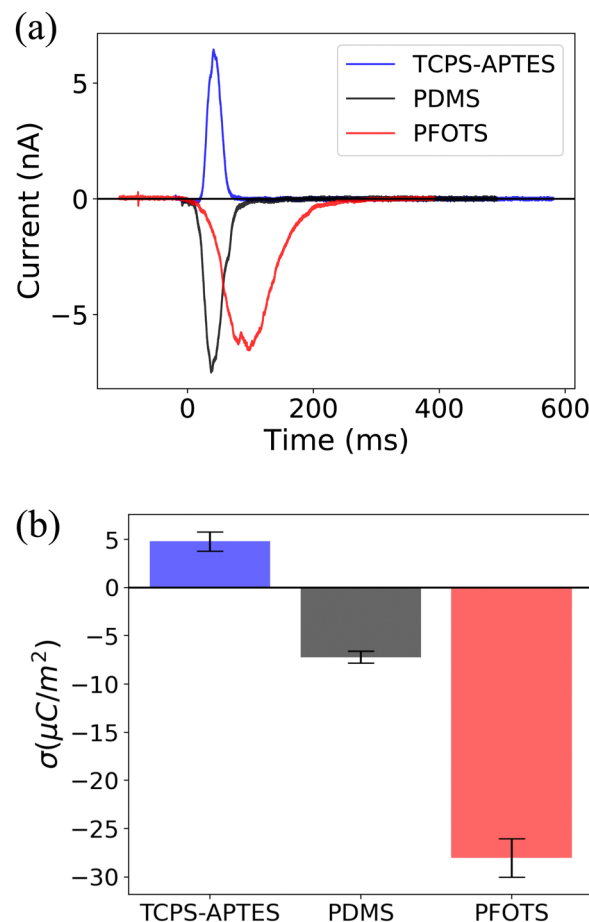 (a)
TCPS-APTES
PDMS
PFOTS
5
0
−5
Current (nA)
0 200 400 600
Time (ms)
(b)
5
0
−5
−10
−15
−20
−25
−30
σ(μC/m²)
TCPS-APTES PDMS PFOTS